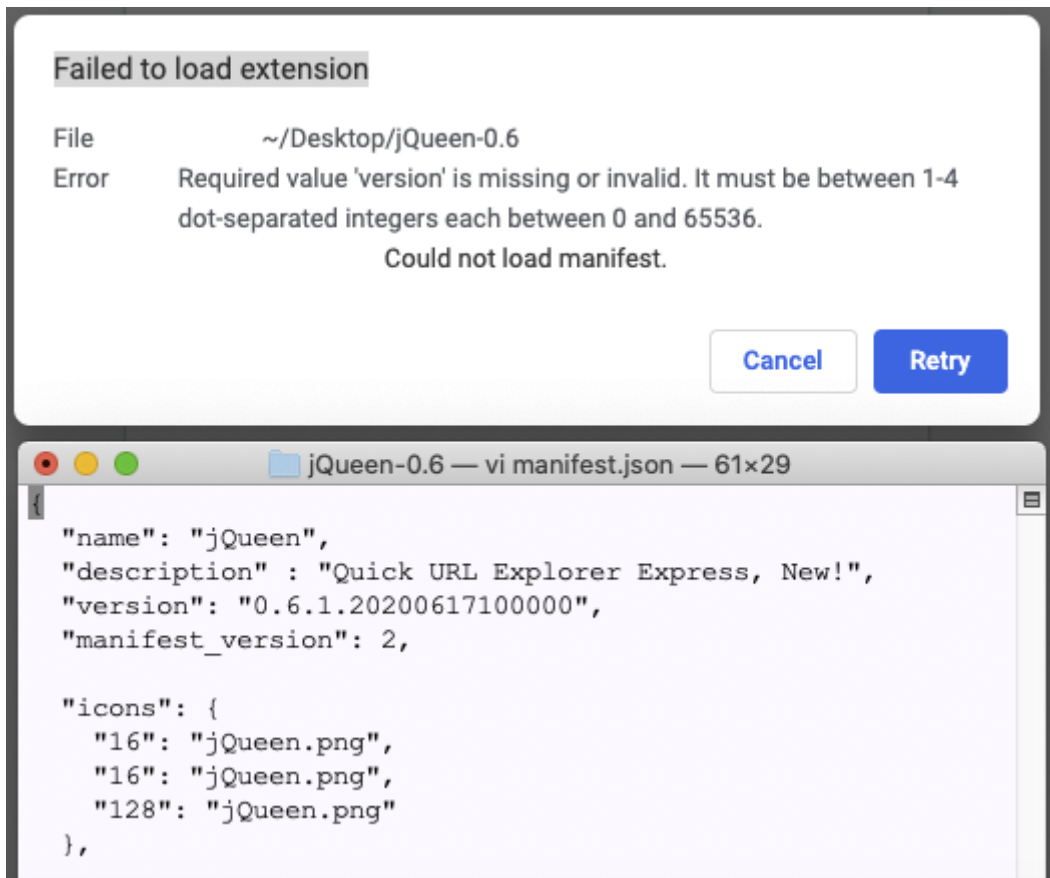 Failed to load extension
File ~/Desktop/jQueen-0.6
Error Required value 'version' is missing or invalid. It must be between 1-4
dot-separated integers each between 0 and 65536.
Could not load manifest.
Cancel Retry
jQueen-0.6 — vi manifest.json — 61×29
{
  "name": "jQueen",
  "description" : "Quick URL Explorer Express, New!",
  "version": "0.6.1.20200617100000",
  "manifest_version": 2,
  "icons": {
    "16": "jQueen.png",
    "16": "jQueen.png",
    "128": "jQueen.png"
  },